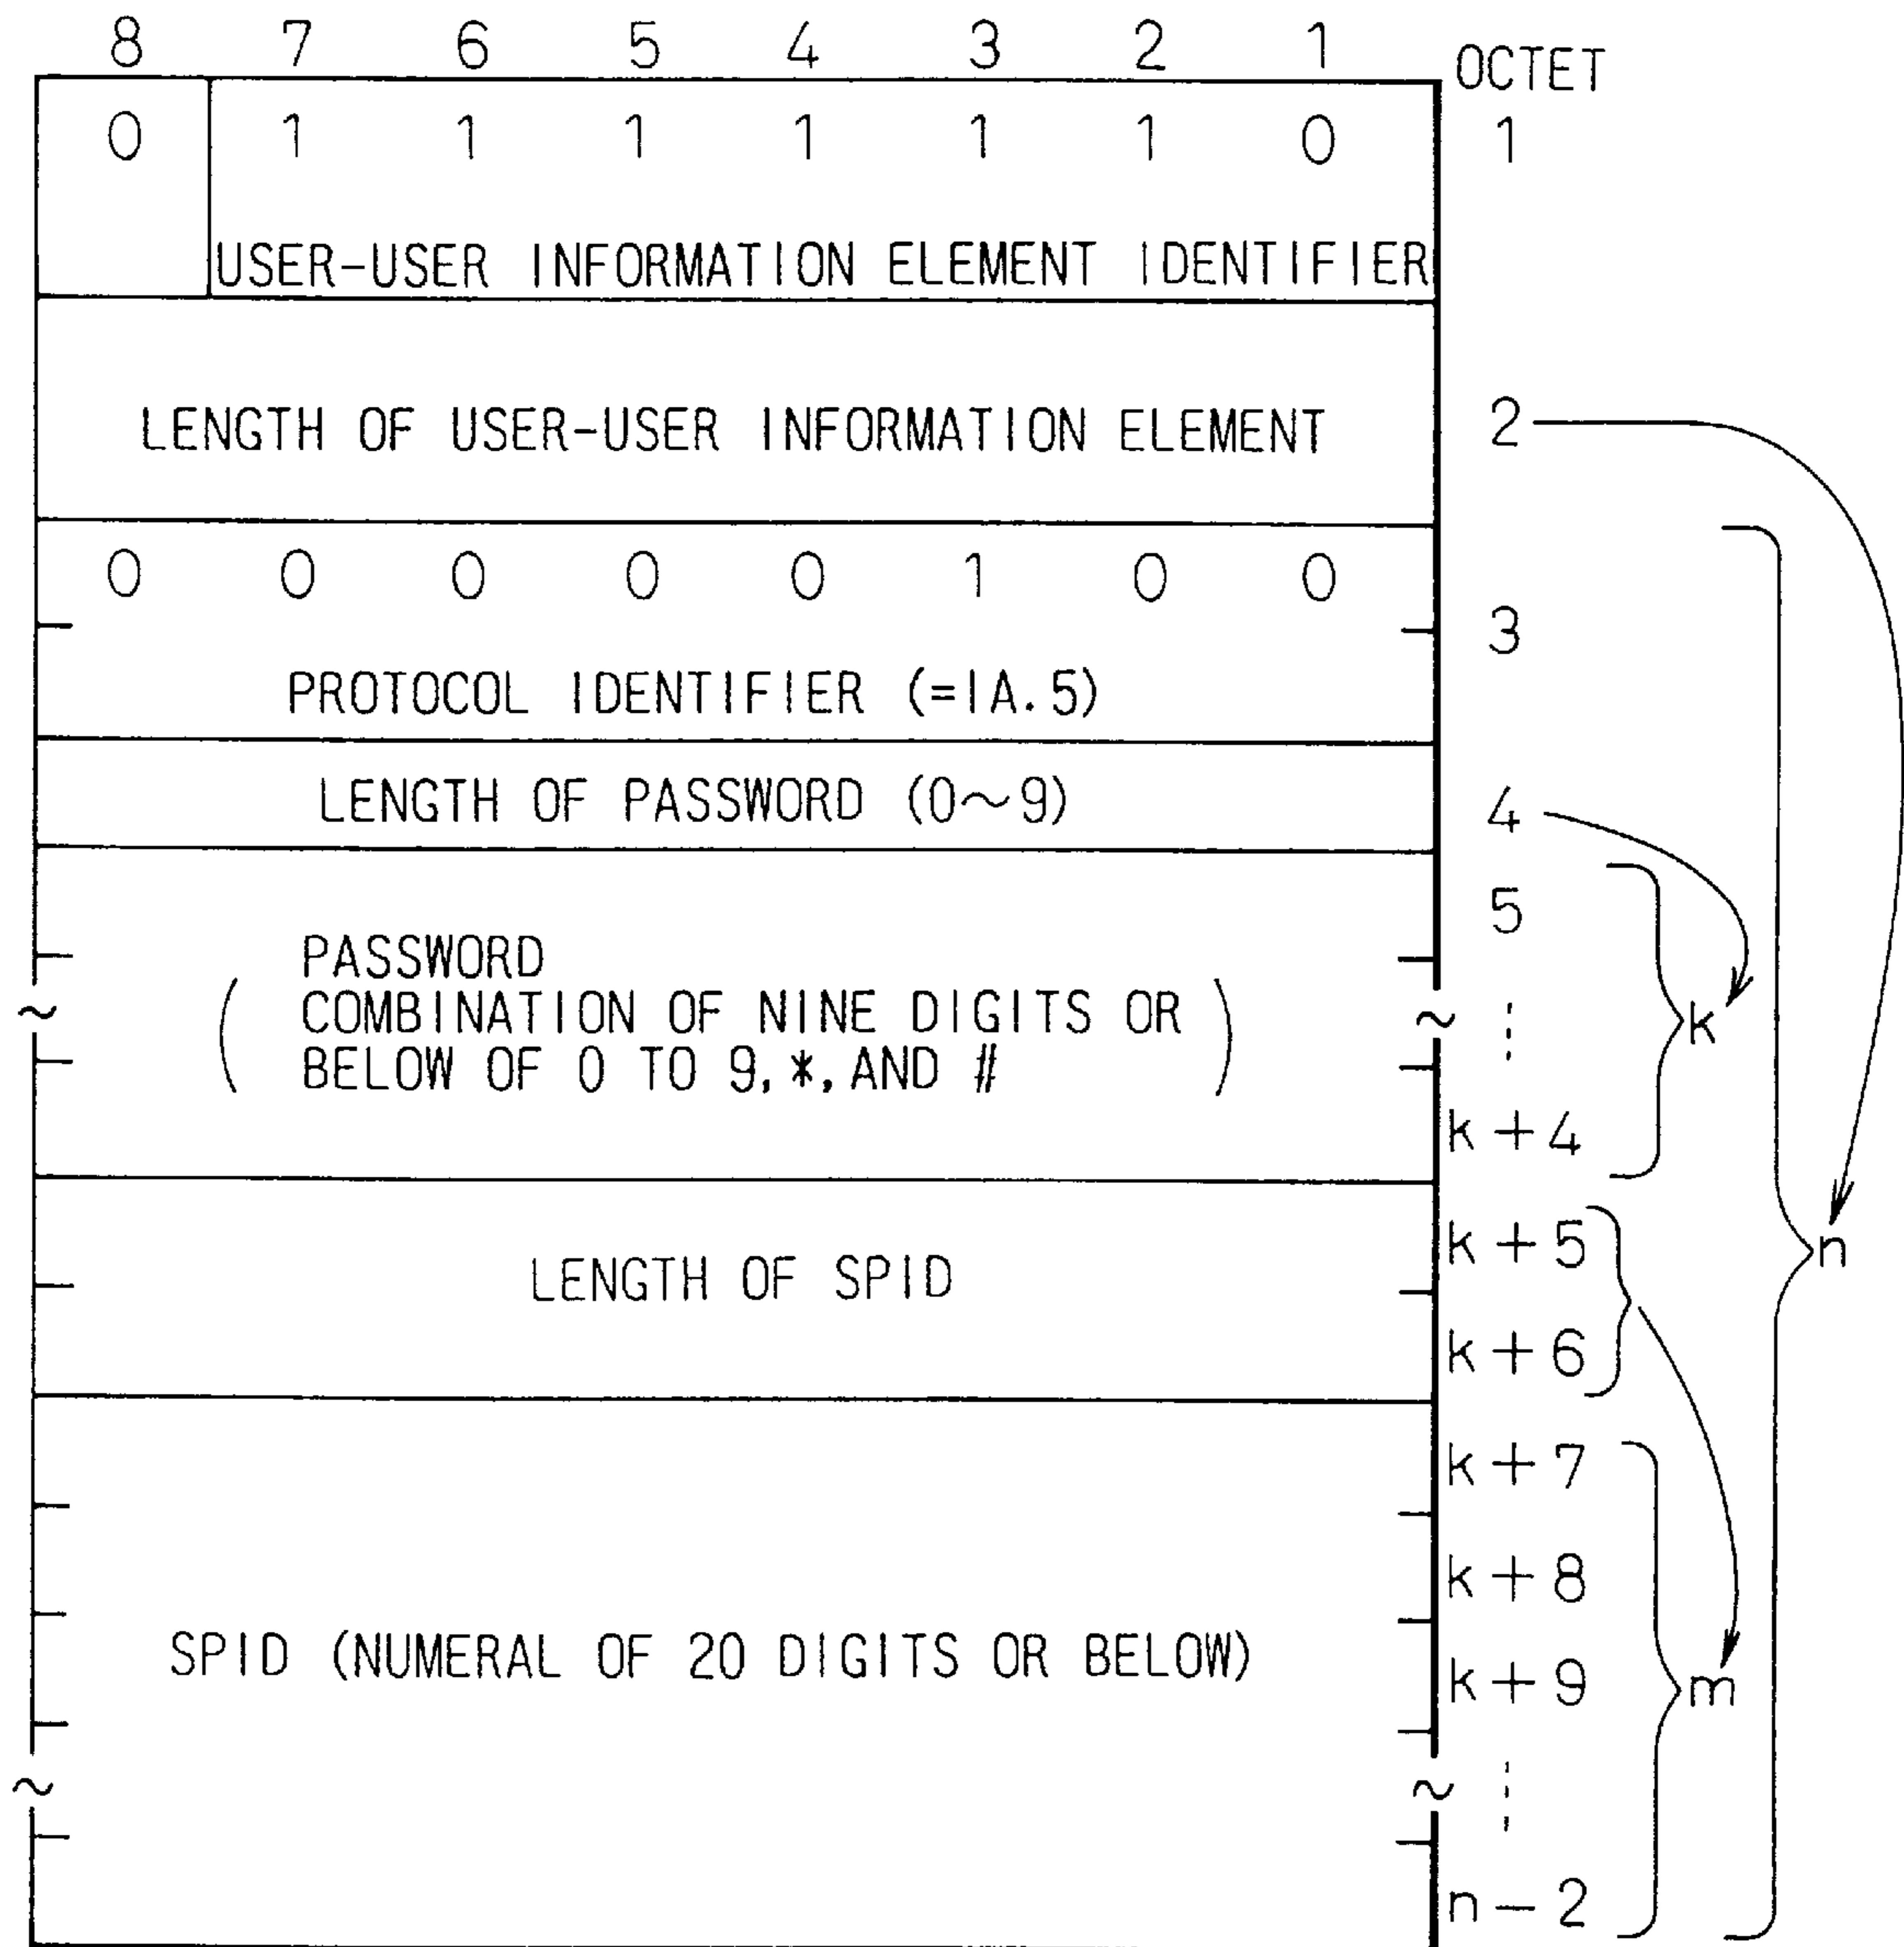 8 7 6 5 4 3 2 1 OCTET
0 1 1 1 1 1 1 0 1
USER-USER INFORMATION ELEMENT IDENTIFIER
LENGTH OF USER-USER INFORMATION ELEMENT 2
0 0 0 0 0 1 0 0
3
PROTOCOL IDENTIFIER (=IA.5)
LENGTH OF PASSWORD (0~9) 4
5
PASSWORD
( COMBINATION OF NINE DIGITS OR
BELOW OF 0 TO 9, *, AND # )
k
k+4
k+5
LENGTH OF SPID
n
k+6
k+7
k+8
SPID (NUMERAL OF 20 DIGITS OR BELOW)
k+9
m
n-2